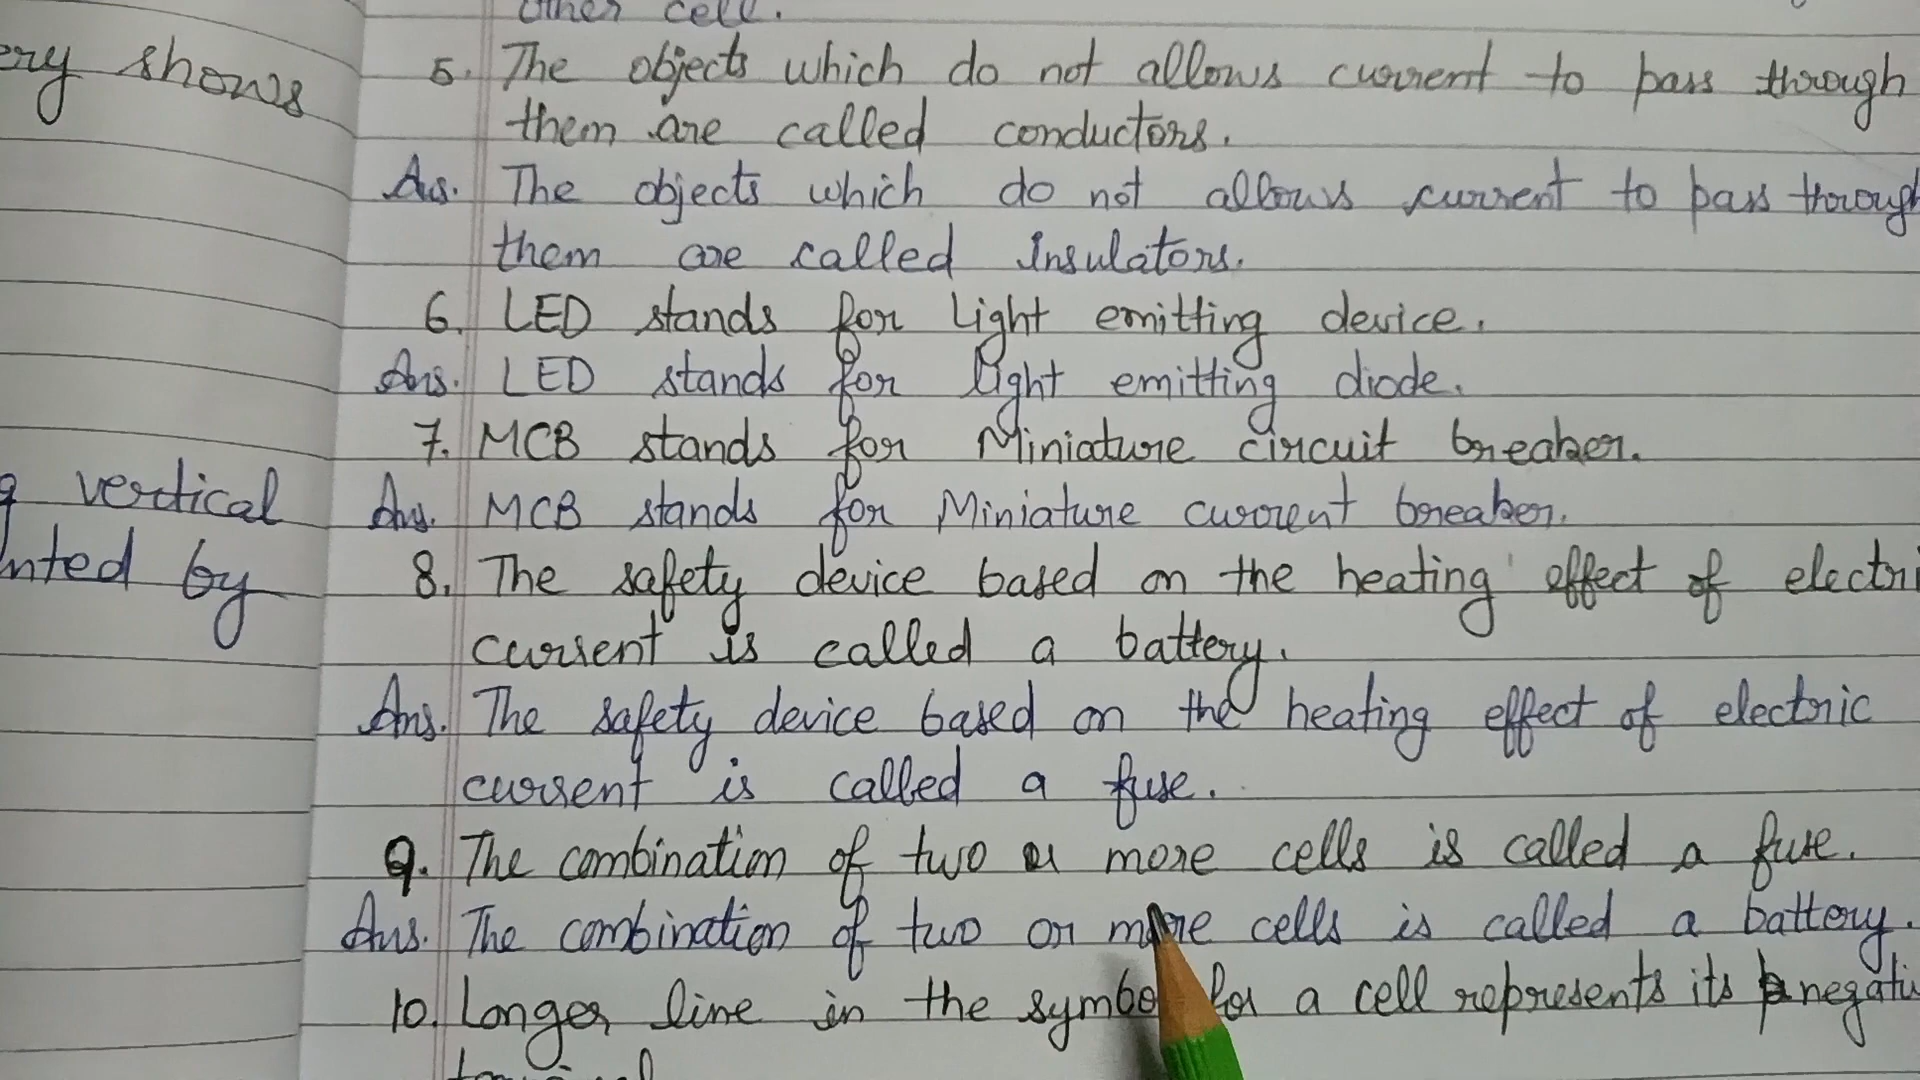 other cell.
ery shows
5. The objects which do not allows current to pass through
them are called conductors.
Ans. The objects which do not allows current to pass through
them are called Insulators.
6. LED stands for Light emitting device.
Ans. LED stands for light emitting diode.
7. MCB stands for Miniature circuit breaker.
vertical
Ans. MCB stands for Miniature current breaker.
nted by
8. The safety device based on the heating effect of electri
current is called a battery.
Ans. The safety device based on the heating effect of electric
current is called a fuse.
9. The combination of two or more cells is called a fuse.
Ans. The combination of two or more cells is called a battery.
10. Longer line in the symbol for a cell represents its negati